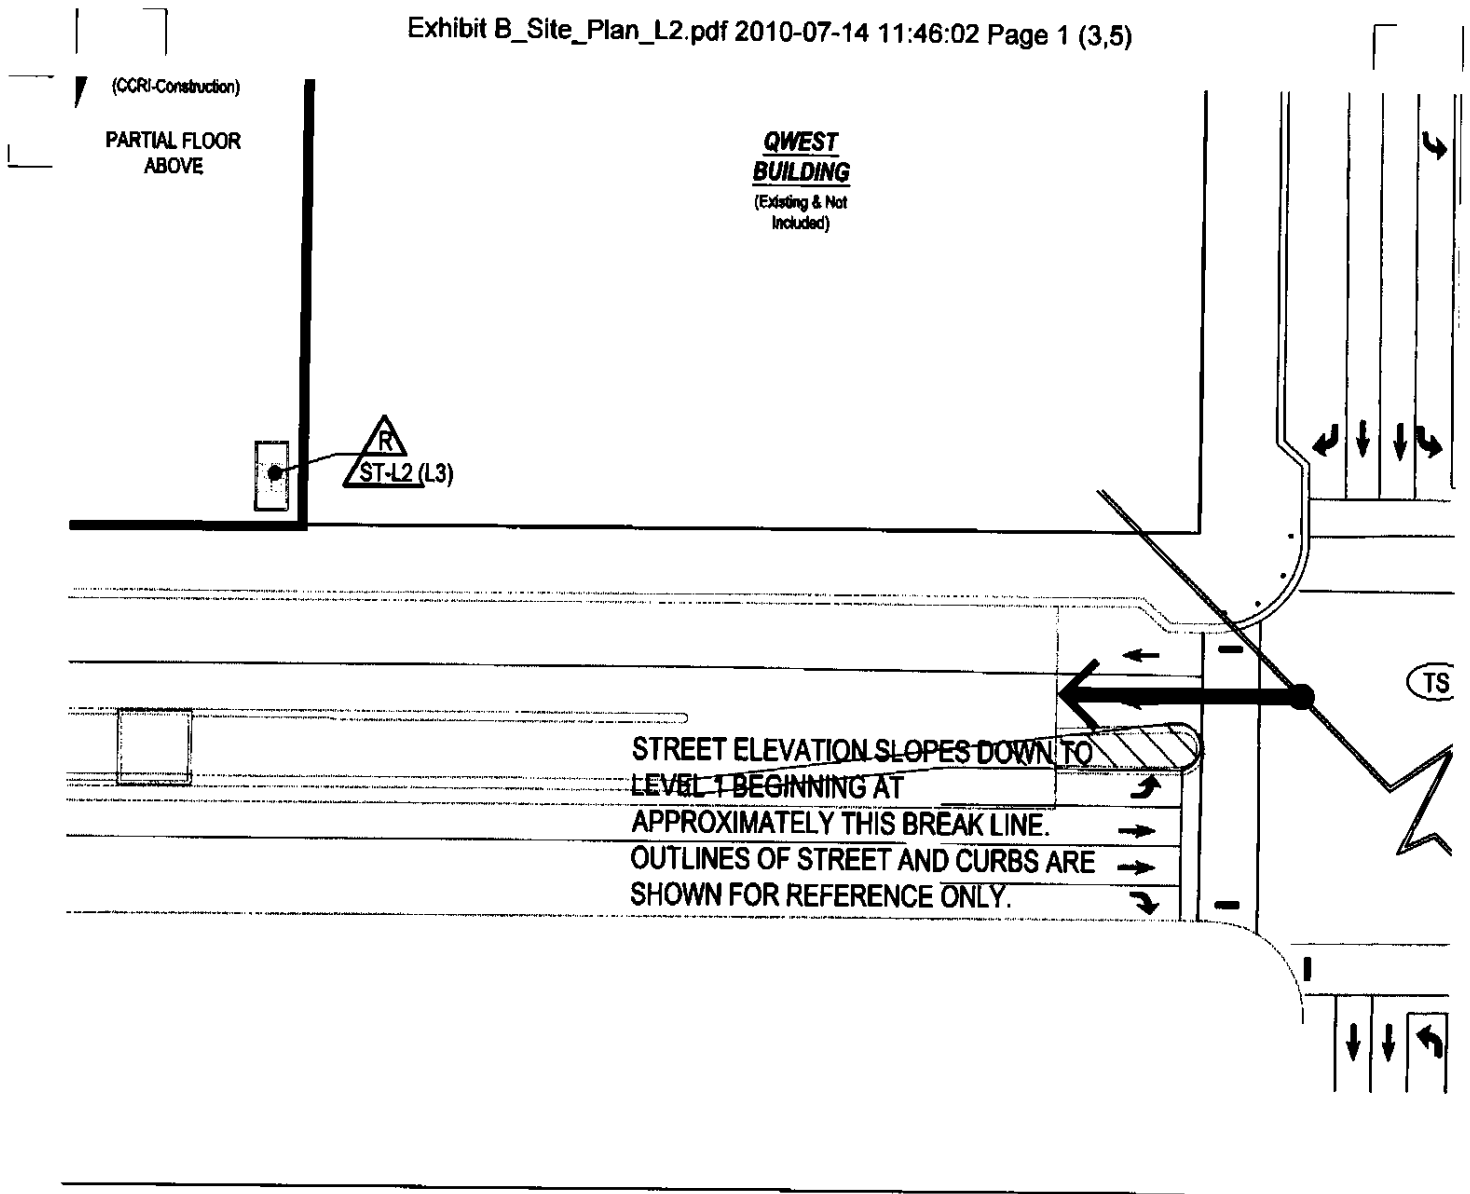 Exhibit B_Site_Plan_L2.pdf 2010-07-14 11:46:02 Page 1 (3,5)
(CCRI-Construction)
PARTIAL FLOOR
ABOVE
QWEST
BUILDING
(Existing & Not
Included)
R
ST-L2 (L3)
TS
STREET ELEVATION SLOPES DOWN TO
LEVEL 1 BEGINNING AT
APPROXIMATELY THIS BREAK LINE.
OUTLINES OF STREET AND CURBS ARE
SHOWN FOR REFERENCE ONLY.